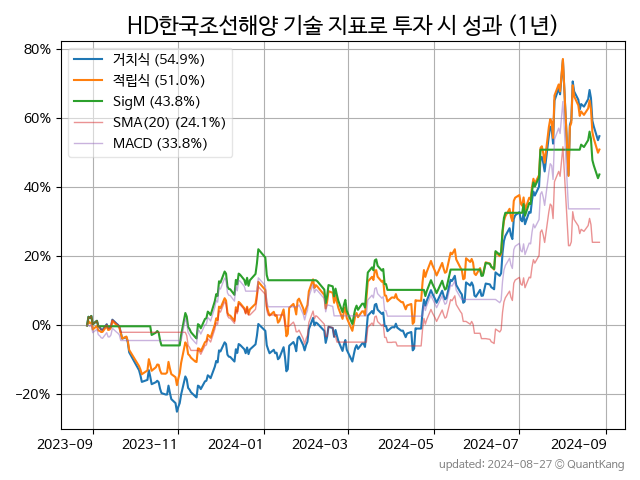 HD한국조선해양 기술 지표로 투자 시 성과 (1년)
거치식 (54.9%)
적립식 (51.0%)
SigM (43.8%)
SMA(20) (24.1%)
MACD (33.8%)
80%
60%
40%
20%
0%
−20%
2023-09 2023-11 2024-01 2024-03 2024-05 2024-07 2024-09
updated: 2024-08-27 © QuantKang